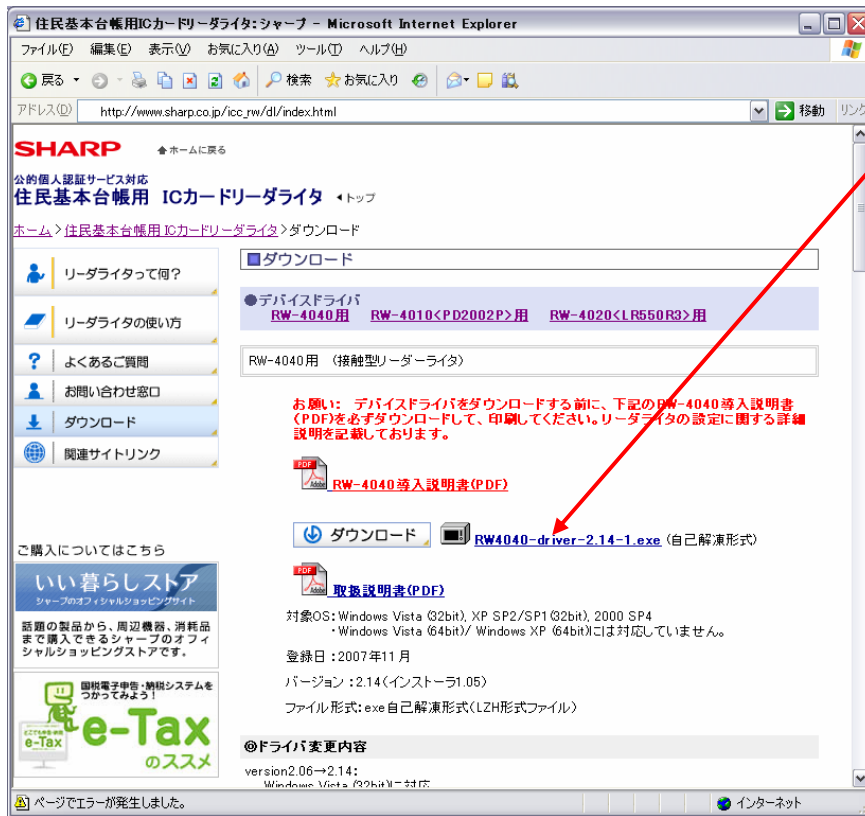 住民基本台帳用ICカードリーダライタ:シャープ - Microsoft Internet Explorer
ファイル(F) 編集(E) 表示(V) お気に入り(A) ツール(T) ヘルプ(H)
戻る 検索 お気に入り
アドレス(D) http://www.sharp.co.jp/icc_rw/dl/index.html 移動 リンク
SHARP ホームに戻る
公的個人認証サービス対応
住民基本台帳用 ICカードリーダライタ トップ
ホーム>住民基本台帳用ICカードリーダライタ>ダウンロード
リーダライタって何?
リーダライタの使い方
よくあるご質問
お問い合わせ窓口
ダウンロード
関連サイトリンク
ご購入についてはこちら
いい暮らしストア
シャープのオフィシャルショッピングサイト
話題の製品から、周辺機器、消耗品
まで購入できるシャープのオフィ
シャルショッピングストアです。
国税電子申告・納税システムを
つかってみよう!
e-Tax
e-Tax
のススメ
■ダウンロード
●デバイスドライバ
RW-4040用 RW-4010<PD2002P>用 RW-4020<LR550R3>用
RW-4040用 (接触型リーダーライタ)
お願い: デバイスドライバをダウンロードする前に、下記のRW-4040導入説明書
(PDF)を必ずダウンロードして、印刷してください。リーダライタの設定に関する詳細
説明を記載しております。
PDF Adobe RW-4040導入説明書(PDF)
ダウンロード RW4040-driver-2.14-1.exe (自己解凍形式)
PDF Adobe 取扱説明書(PDF)
対象OS:Windows Vista (32bit), XP SP2/SP1(32bit), 2000 SP4
・Windows Vista (64bit)/ Windows XP (64bit)には対応していません。
登録日:2007年11月
バージョン:2.14(インストーラ1.05)
ファイル形式:exe自己解凍形式(LZH形式ファイル)
◎ドライバ変更内容
version2.06→2.14:
Windows Vista (32bit)に対応
ページでエラーが発生しました。 インターネット